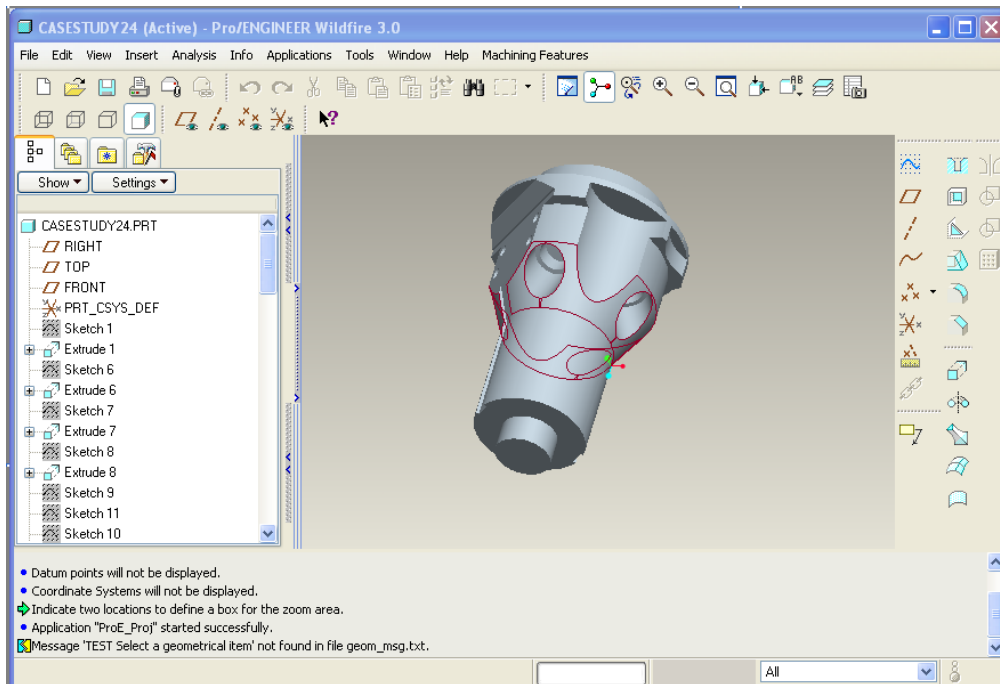 CASESTUDY24 (Active) - Pro/ENGINEER Wildfire 3.0
File Edit View Insert Analysis Info Applications Tools Window Help Machining Features
Show Settings
CASESTUDY24.PRT
RIGHT
TOP
FRONT
PRT_CSYS_DEF
Sketch 1
Extrude 1
Sketch 6
Extrude 6
Sketch 7
Extrude 7
Sketch 8
Extrude 8
Sketch 9
Sketch 11
Sketch 10
Datum points will not be displayed.
Coordinate Systems will not be displayed.
Indicate two locations to define a box for the zoom area.
Application "ProE_Proj" started successfully.
Message 'TEST Select a geometrical item' not found in file geom_msg.txt.
All